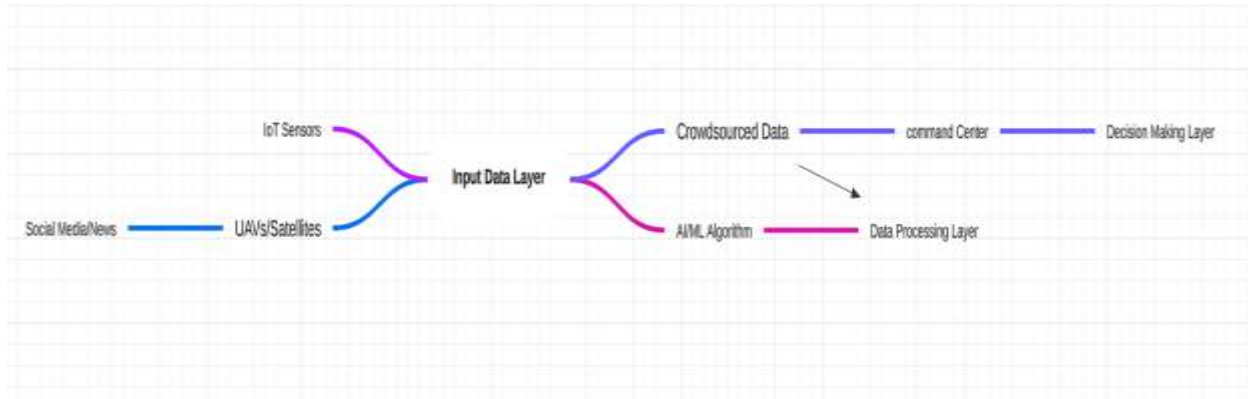 IoT Sensors
Crowdsourced Data
command Center
Decision Making Layer
Input Data Layer
Social Media/News
UAVs/Satellites
AI/ML Algorithm
Data Processing Layer